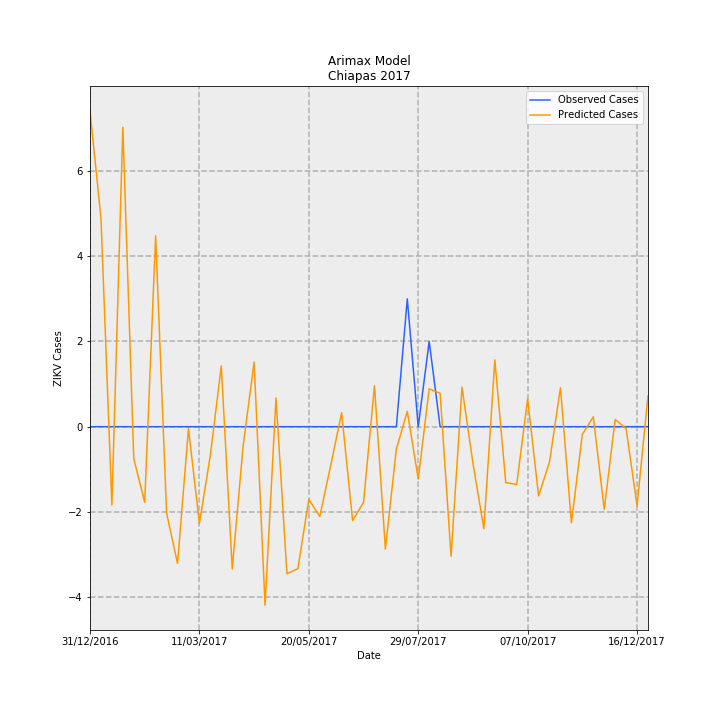 Arimax Model
Chiapas 2017
Observed Cases
Predicted Cases
6
4
2
0
−2
−4
ZIKV Cases
31/12/2016 11/03/2017 20/05/2017 29/07/2017 07/10/2017 16/12/2017
Date